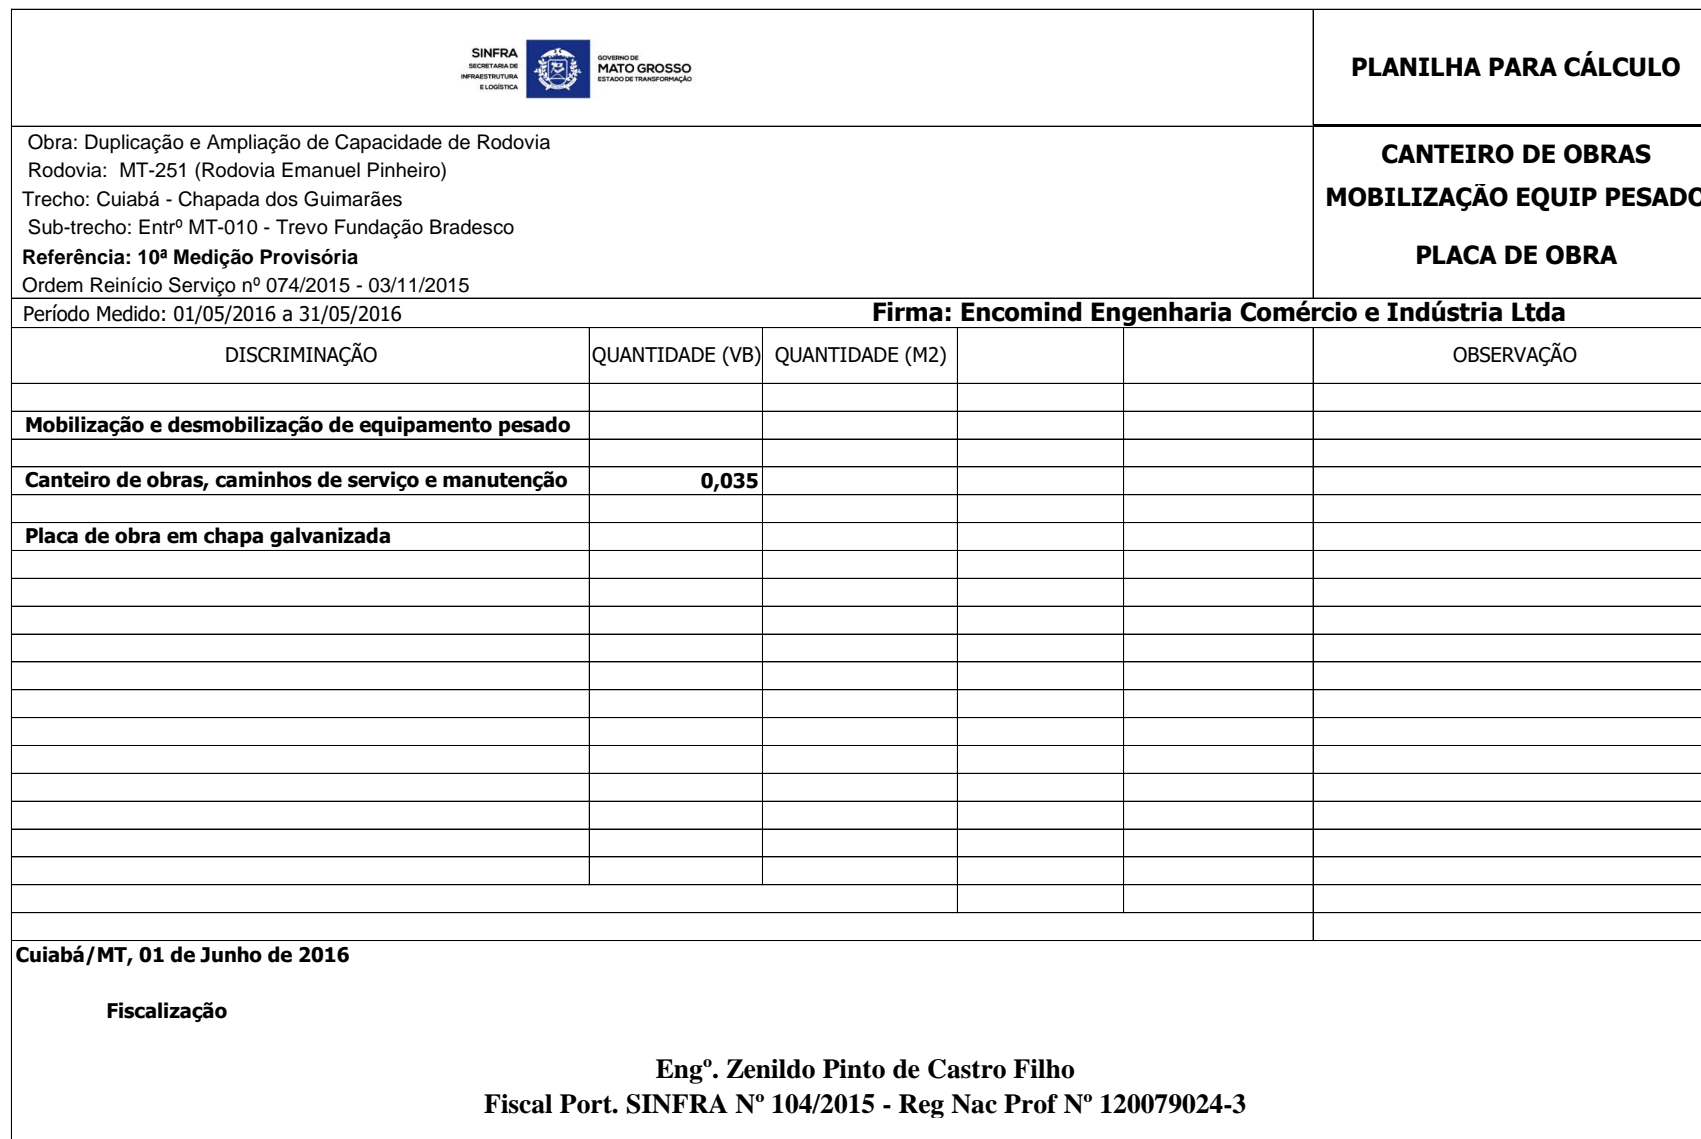 SINFRA
SECRETARIA DE
INFRAESTRUTURA
E LOGÍSTICA
GOVERNO DE
MATO GROSSO
ESTADO DE TRANSFORMAÇÃO
PLANILHA PARA CÁLCULO
Obra: Duplicação e Ampliação de Capacidade de Rodovia
Rodovia: MT-251 (Rodovia Emanuel Pinheiro)
Trecho: Cuiabá - Chapada dos Guimarães
Sub-trecho: Entrº MT-010 - Trevo Fundação Bradesco
Referência: 10ª Medição Provisória
Ordem Reinício Serviço nº 074/2015 - 03/11/2015
CANTEIRO DE OBRAS
MOBILIZAÇÃO EQUIP PESADO
PLACA DE OBRA
Período Medido: 01/05/2016 a 31/05/2016
Firma: Encomind Engenharia Comércio e Indústria Ltda
DISCRIMINAÇÃO QUANTIDADE (VB) QUANTIDADE (M2) OBSERVAÇÃO
Mobilização e desmobilização de equipamento pesado
Canteiro de obras, caminhos de serviço e manutenção 0,035
Placa de obra em chapa galvanizada
Cuiabá/MT, 01 de Junho de 2016
Fiscalização
Engº. Zenildo Pinto de Castro Filho
Fiscal Port. SINFRA Nº 104/2015 - Reg Nac Prof Nº 120079024-3